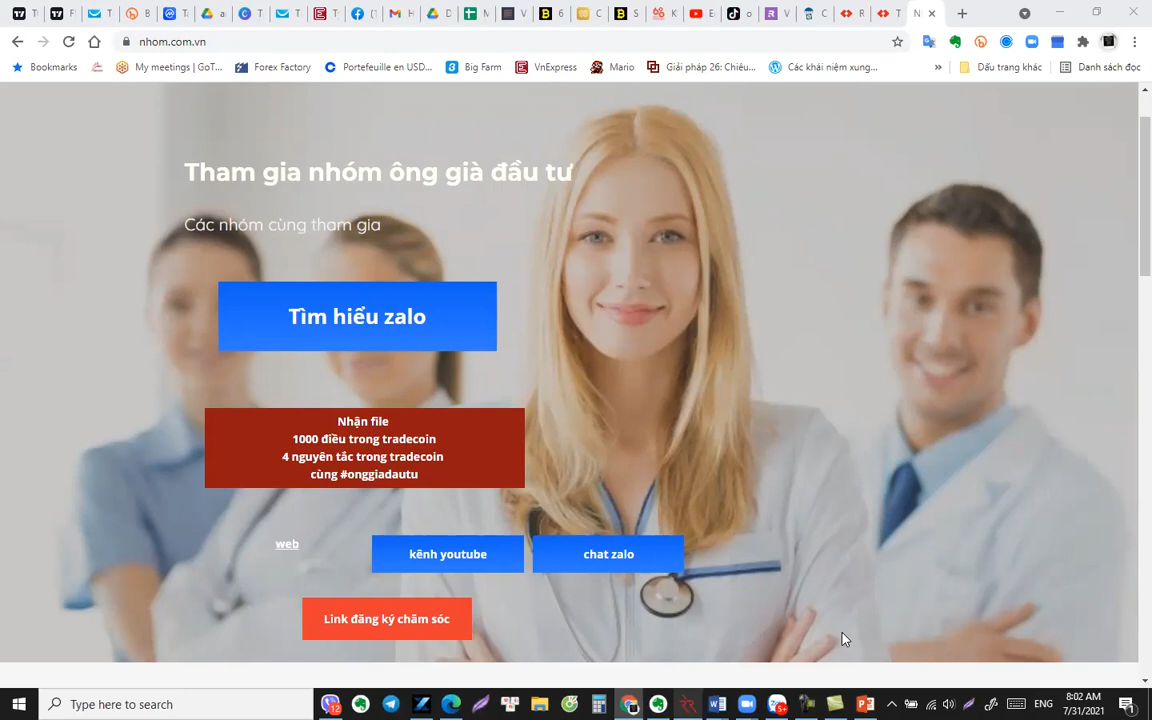 nhom.com.vn
Bookmarks
My meetings | GoT...
Forex Factory
Portefeuille en USD...
Big Farm
VnExpress
Mario
Giải pháp 26: Chiêu...
Các khái niệm xung...
»
Dấu trang khác
Danh sách đọc
Tham gia nhóm ông già đầu tư
Các nhóm cùng tham gia
Tìm hiểu zalo
Nhận file
1000 điều trong tradecoin
4 nguyên tắc trong tradecoin
cùng #onggiadautu
web
kênh youtube
chat zalo
Link đăng ký chăm sóc
Type here to search
12
5+
ENG
8:02 AM
7/31/2021
1